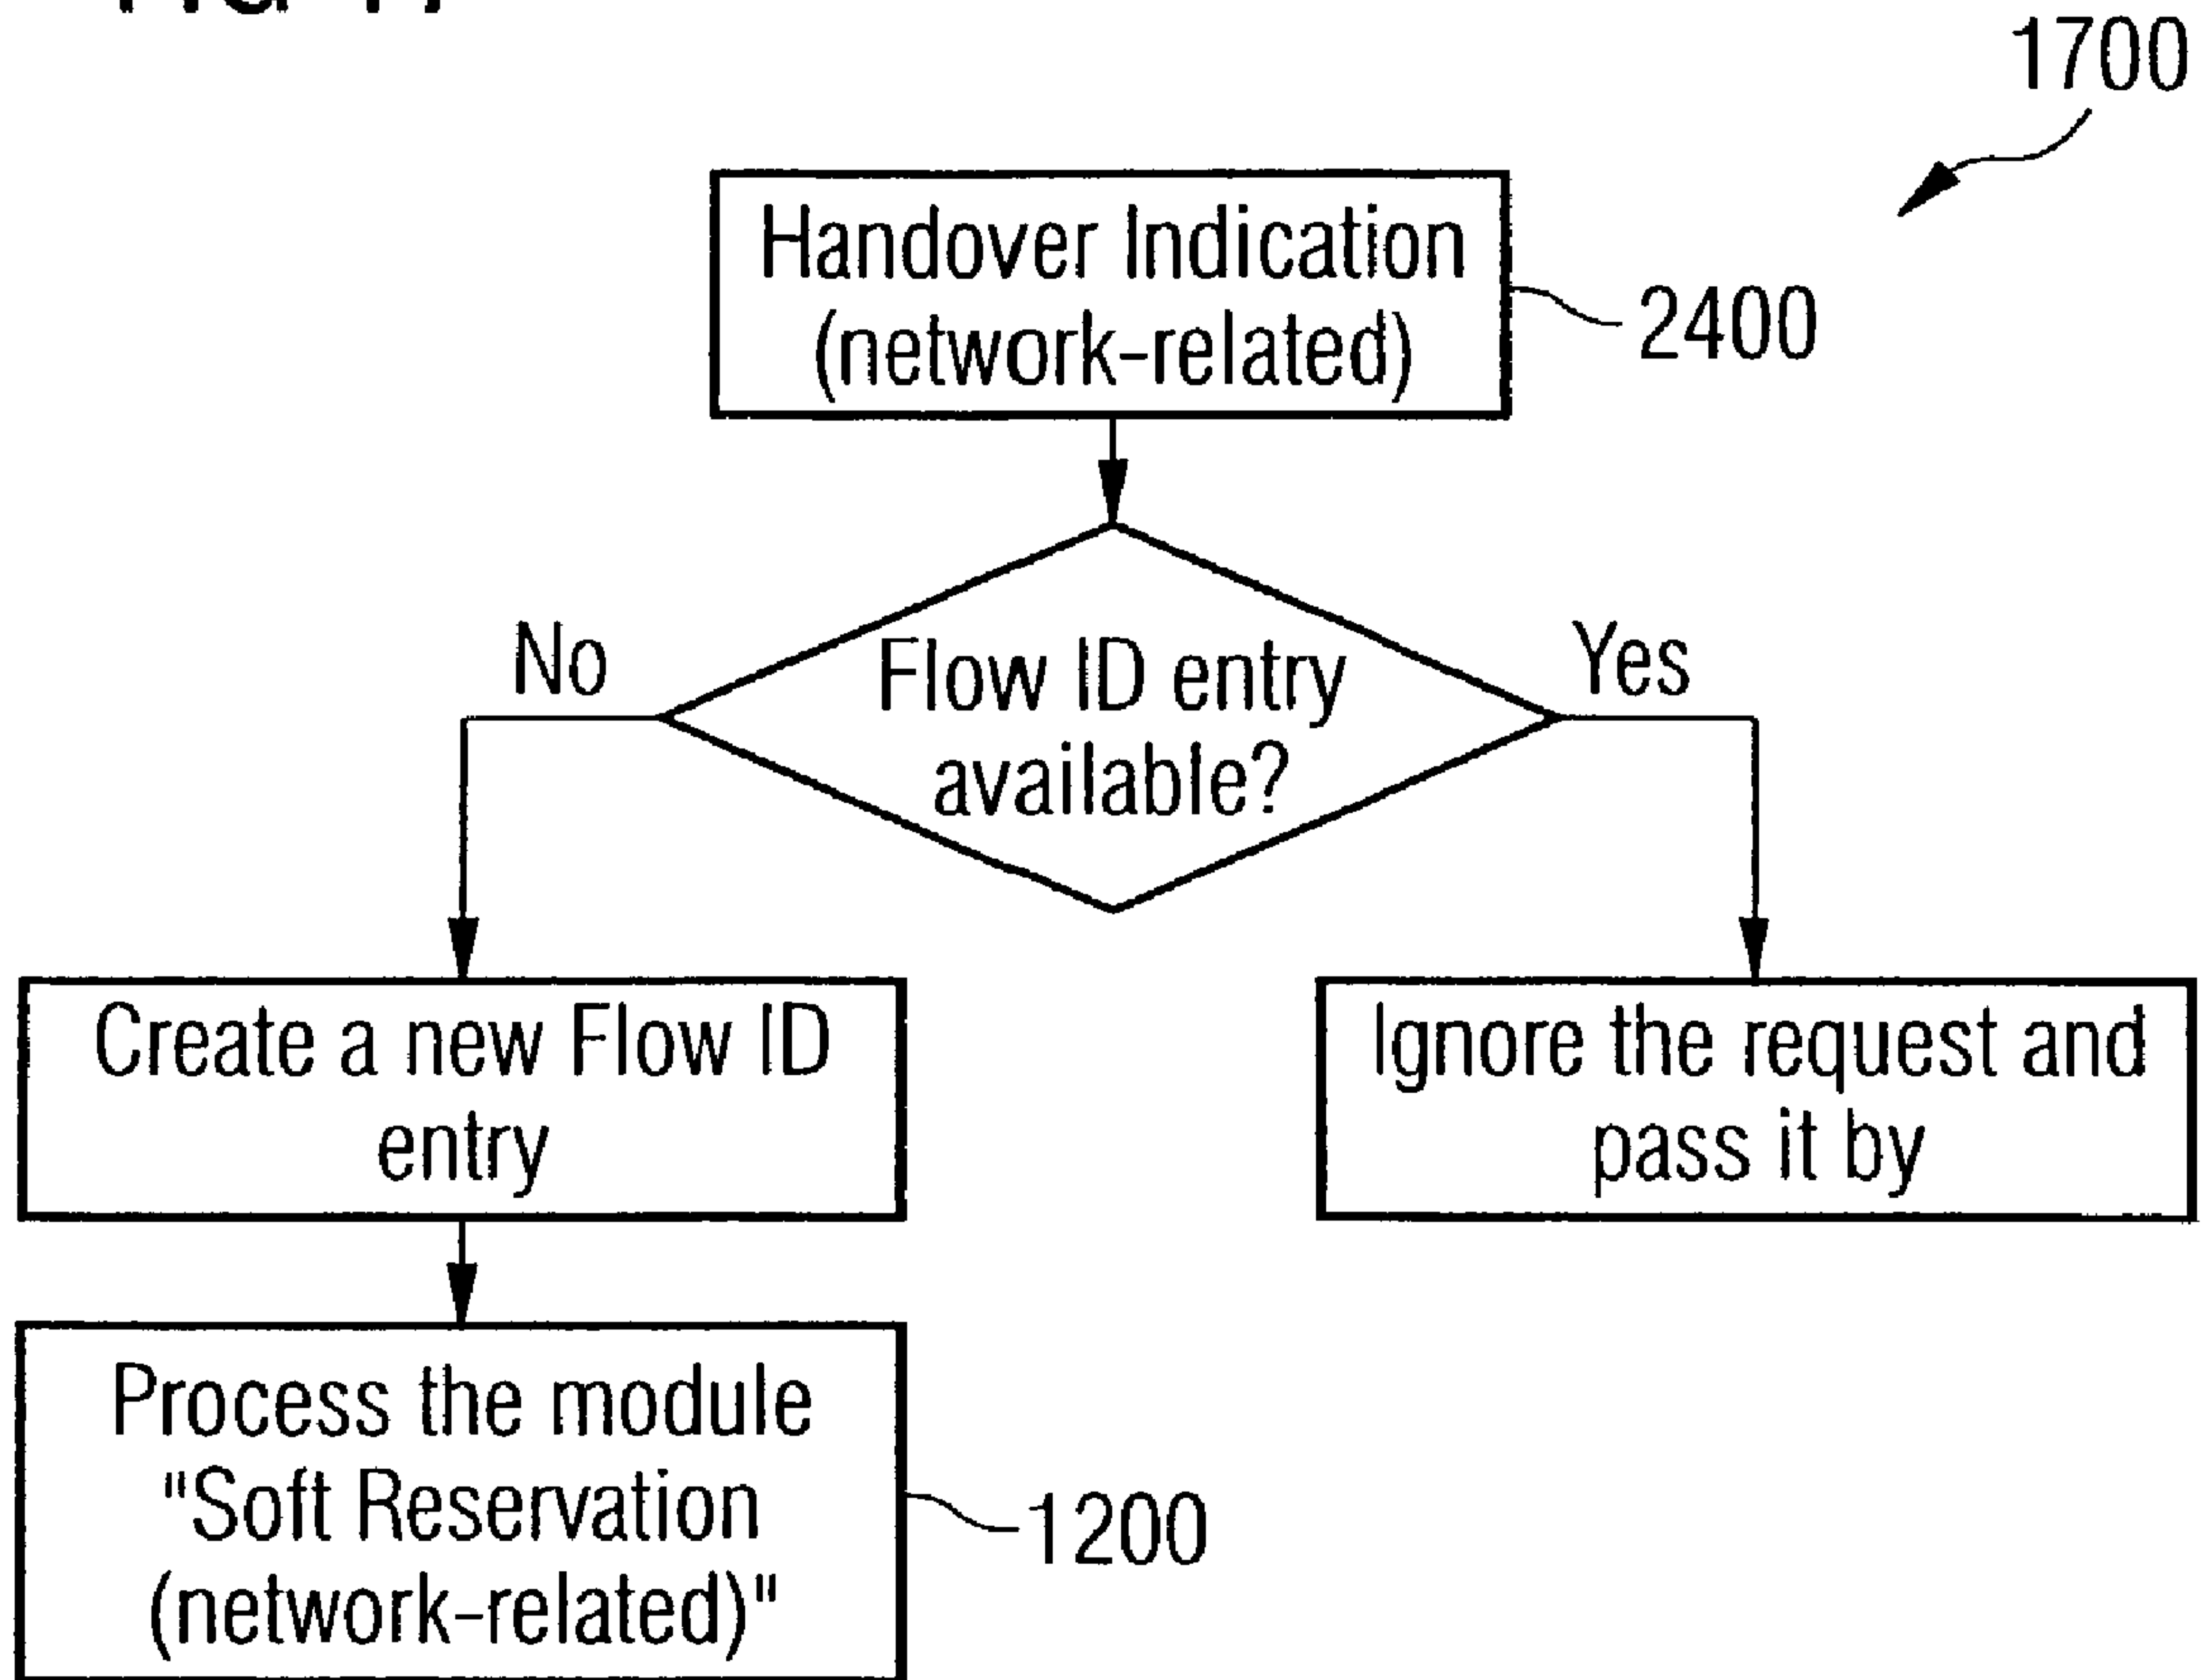 1700
Handover Indication
(network-related)
2400
No
Flow ID entry
available?
Yes
Create a new Flow ID
entry
Ignore the request and
pass it by
Process the module
"Soft Reservation
(network-related)"
1200